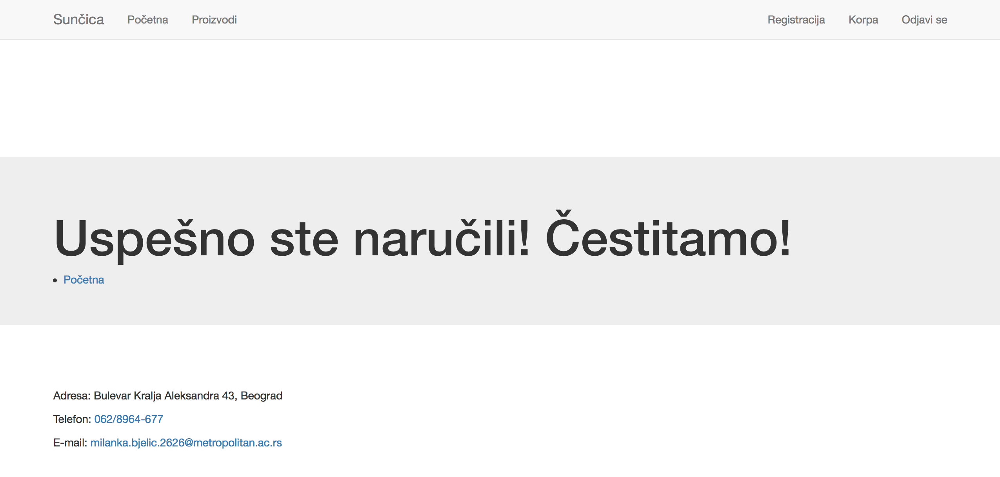 Sunčica Početna Proizvodi Registracija Korpa Odjavi se
Uspešno ste naručili! Čestitamo!
• Početna
Adresa: Bulevar Kralja Aleksandra 43, Beograd
Telefon: 062/8964-677
E-mail: milanka.bjelic.2626@metropolitan.ac.rs